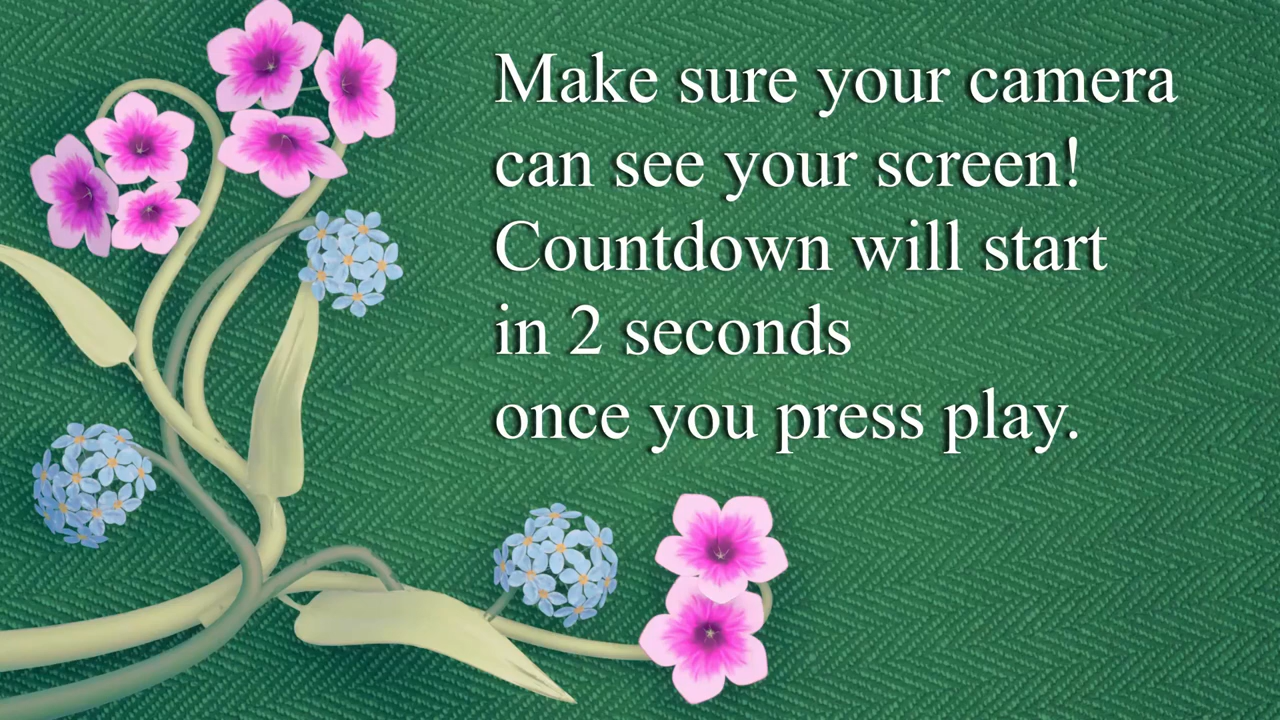 Make sure your camera
can see your screen!
Countdown will start
in 2 seconds
once you press play.